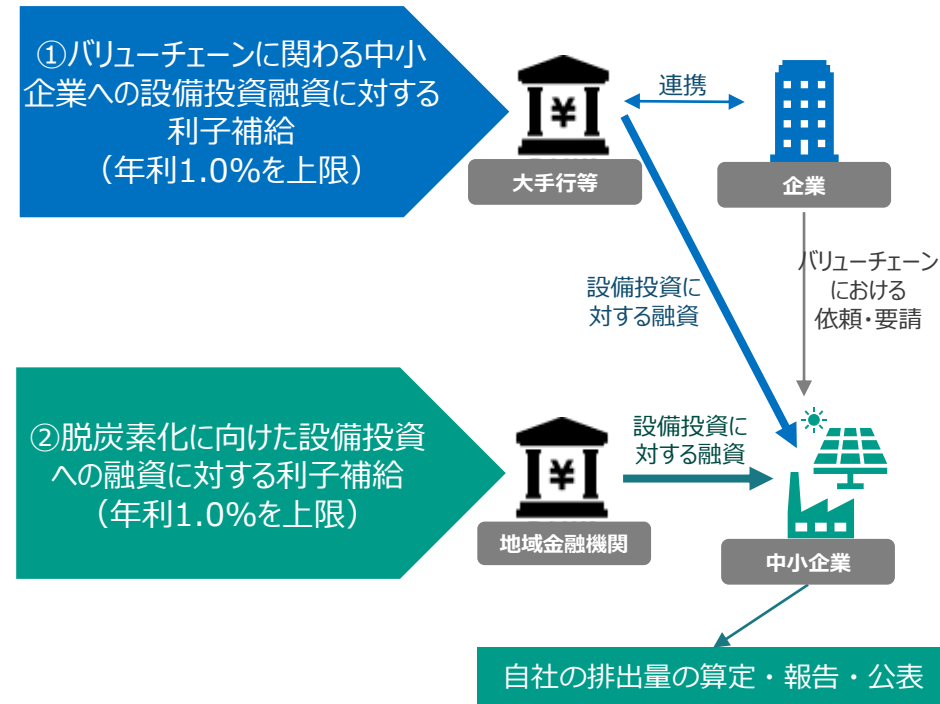 ①バリューチェーンに関わる中小
企業への設備投資融資に対する
利子補給
（年利1.0%を上限）
¥
連携
大手行等
企業
設備投資に
対する融資
バリューチェーン
における
依頼・要請
②脱炭素化に向けた設備投資
への融資に対する利子補給
（年利1.0%を上限）
¥
設備投資に
対する融資
地域金融機関
中小企業
自社の排出量の算定・報告・公表